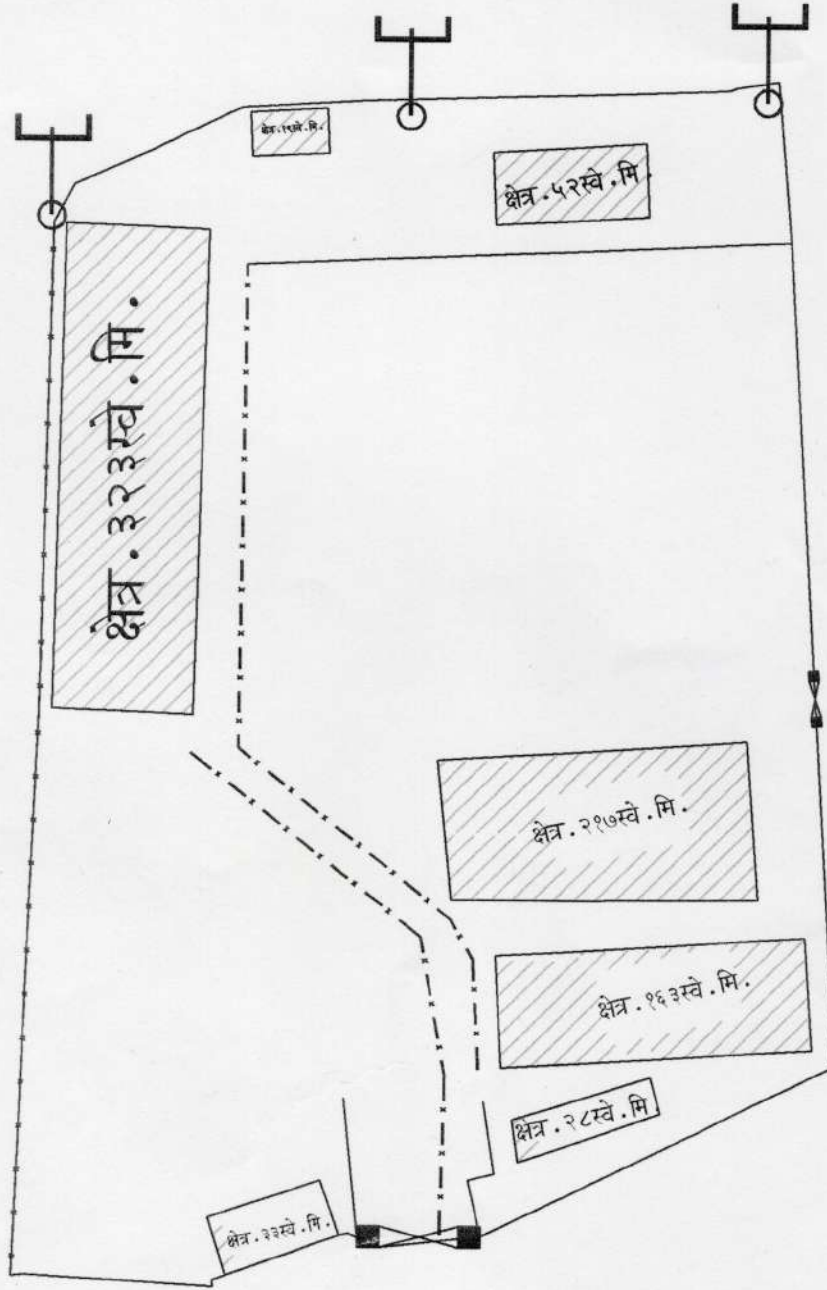 क्षेत्र.१९स्वे.मि.
क्षेत्र.५२स्वे.मि.
क्षेत्र.३२३स्वे.मि.
क्षेत्र.२१७स्वे.मि.
क्षेत्र.१६३स्वे.मि.
क्षेत्र.२८स्वे.मि.
क्षेत्र.३३स्वे.मि.